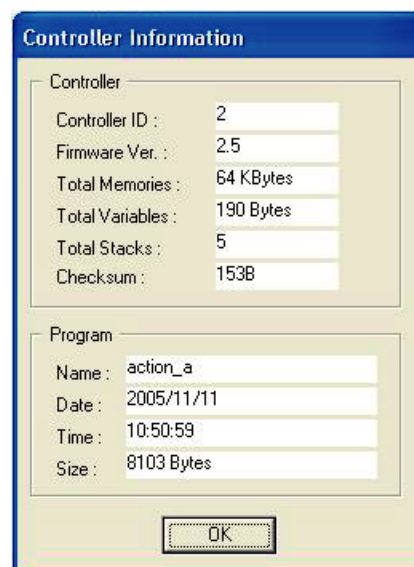 Controller Information
Controller
Controller ID : 2
Firmware Ver. : 2.5
Total Memories : 64 KBytes
Total Variables : 190 Bytes
Total Stacks : 5
Checksum : 153B
Program
Name : action_a
Date : 2005/11/11
Time : 10:50:59
Size : 8103 Bytes
OK